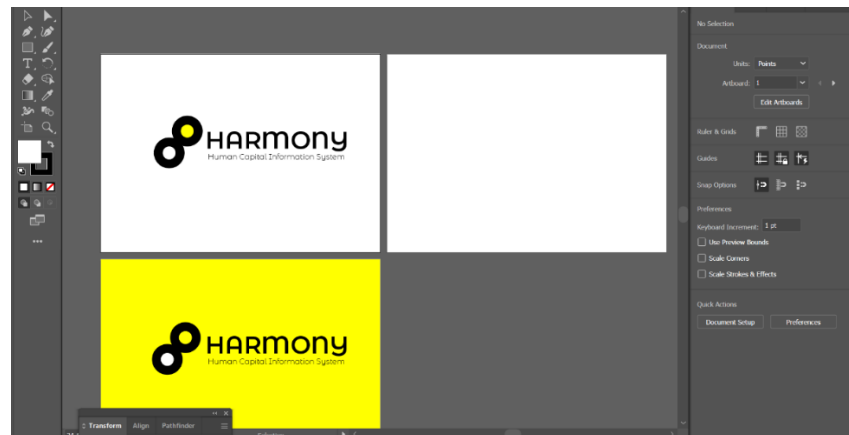 No Selection
Document
Units: Points
Artboard: 1
Edit Artboards
Ruler & Grids
Guides
Snap Options
Preferences
Keyboard Increment: 1 pt
Use Preview Bounds
Scale Corners
Scale Strokes & Effects
Quick Actions
Document Setup Preferences
HARMONY
Human Capital Information System
HARMONY
Human Capital Information System
Transform Align Pathfinder